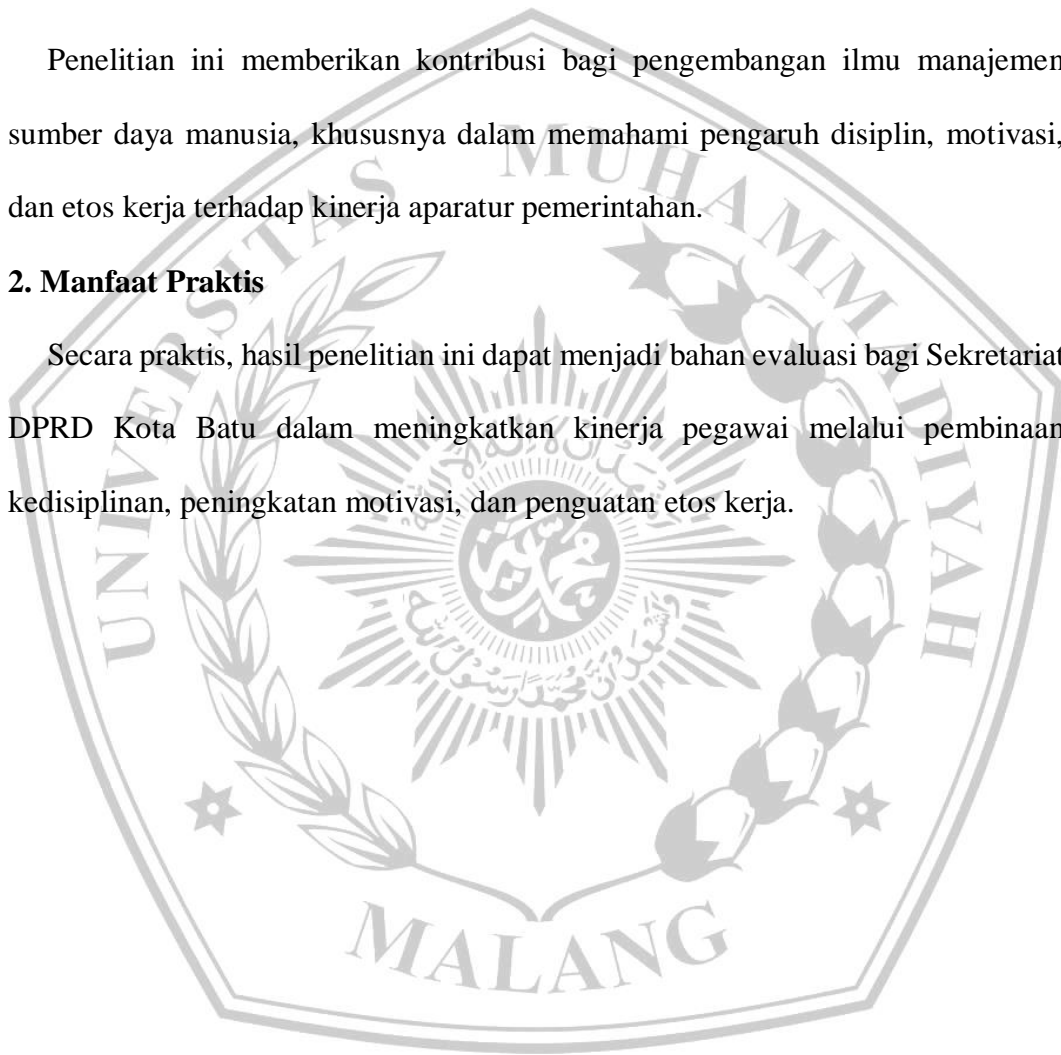 Penelitian ini memberikan kontribusi bagi pengembangan ilmu manajemen
sumber daya manusia, khususnya dalam memahami pengaruh disiplin, motivasi,
dan etos kerja terhadap kinerja aparatur pemerintahan.
2. Manfaat Praktis
Secara praktis, hasil penelitian ini dapat menjadi bahan evaluasi bagi Sekretariat
DPRD Kota Batu dalam meningkatkan kinerja pegawai melalui pembinaan
kedisiplinan, peningkatan motivasi, dan penguatan etos kerja.
UNIVERSITAS MUHAMMADIYAH
MALANG